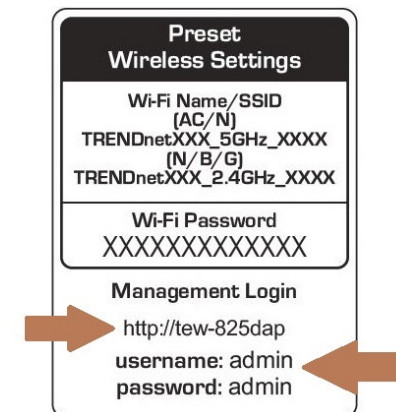 Preset
Wireless Settings
Wi-Fi Name/SSID
(AC/N)
TRENDnetXXX_5GHz_XXXX
(N/B/G)
TRENDnetXXX_2.4GHz_XXXX
Wi-Fi Password
XXXXXXXXXXXXX
Management Login
http://tew-825dap
username: admin
password: admin